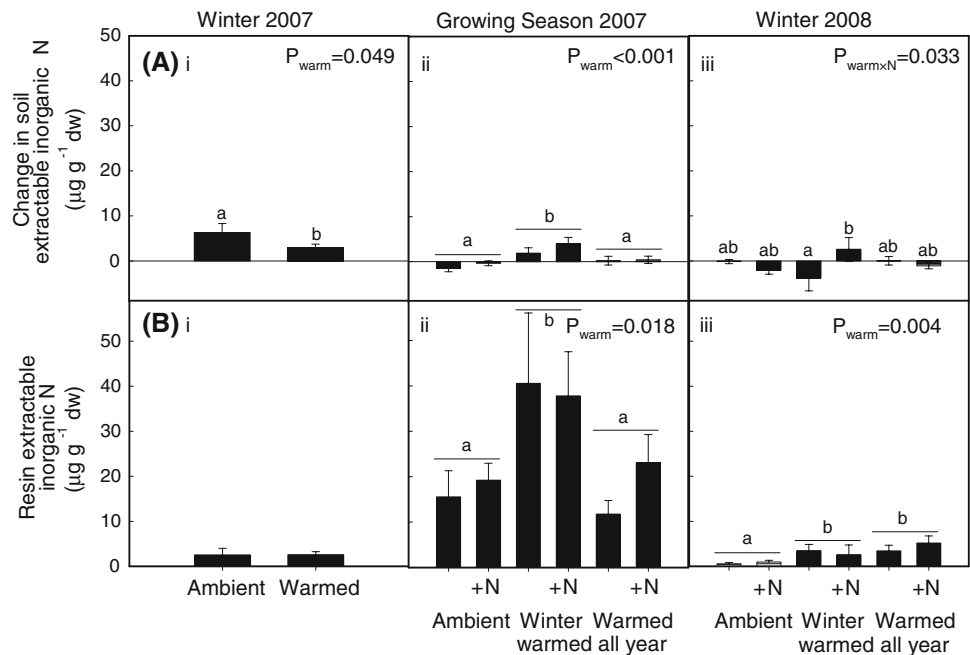 Winter 2007 Growing Season 2007 Winter 2008
Change in soil
extractable inorganic N
(µg g⁻¹ dw)
50
40
30
20
10
0
(A) i
P_warm=0.049
a
b
ii
P_warm<0.001
a
b
a
iii
P_warm×N=0.033
ab
ab
a
b
ab
ab
Resin extractable
inorganic N
(µg g⁻¹ dw)
50
40
30
20
10
0
(B) i
ii
P_warm=0.018
a
b
a
iii
P_warm=0.004
a
b
b
Ambient Warmed
+N +N +N
Ambient Winter Warmed
warmed all year
+N +N +N
Ambient Winter Warmed
warmed all year